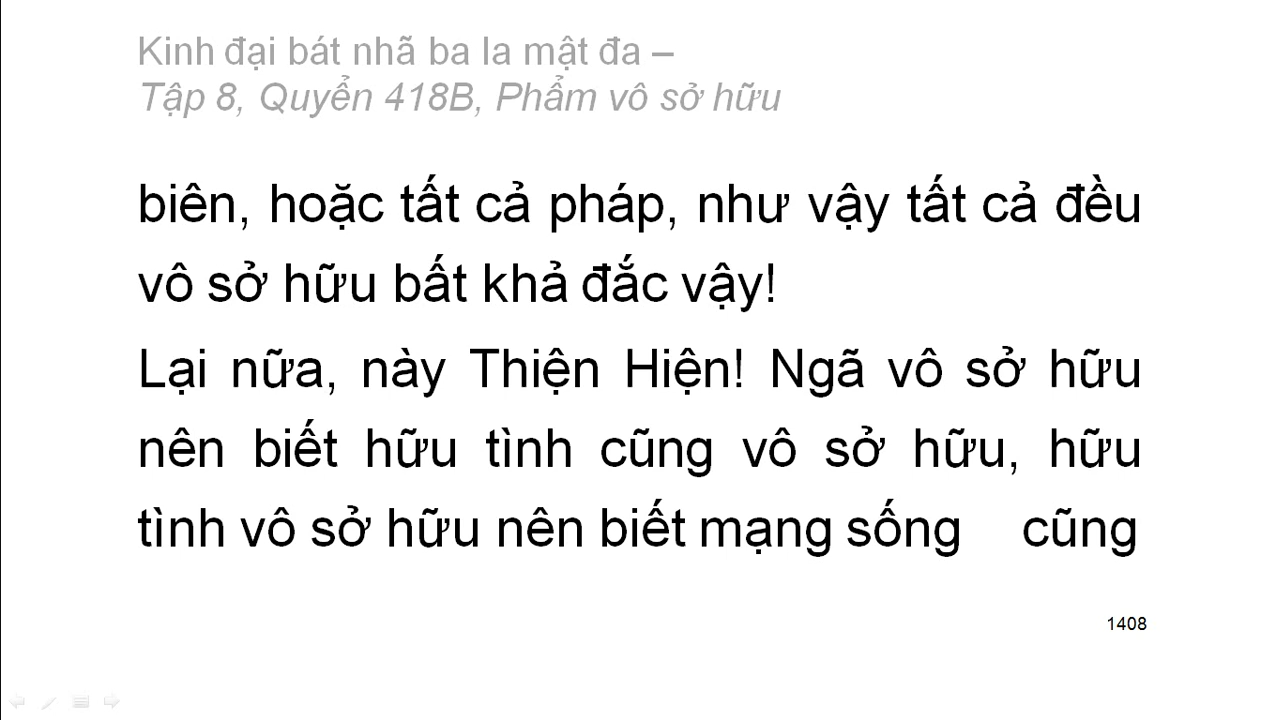 Kinh đại bát nhã ba la mật đa –
Tập 8, Quyển 418B, Phẩm vô sở hữu
biên, hoặc tất cả pháp, như vậy tất cả đều
vô sở hữu bất khả đắc vậy!
Lại nữa, này Thiện Hiện! Ngã vô sở hữu
nên biết hữu tình cũng vô sở hữu, hữu
tình vô sở hữu nên biết mạng sống cũng
1408